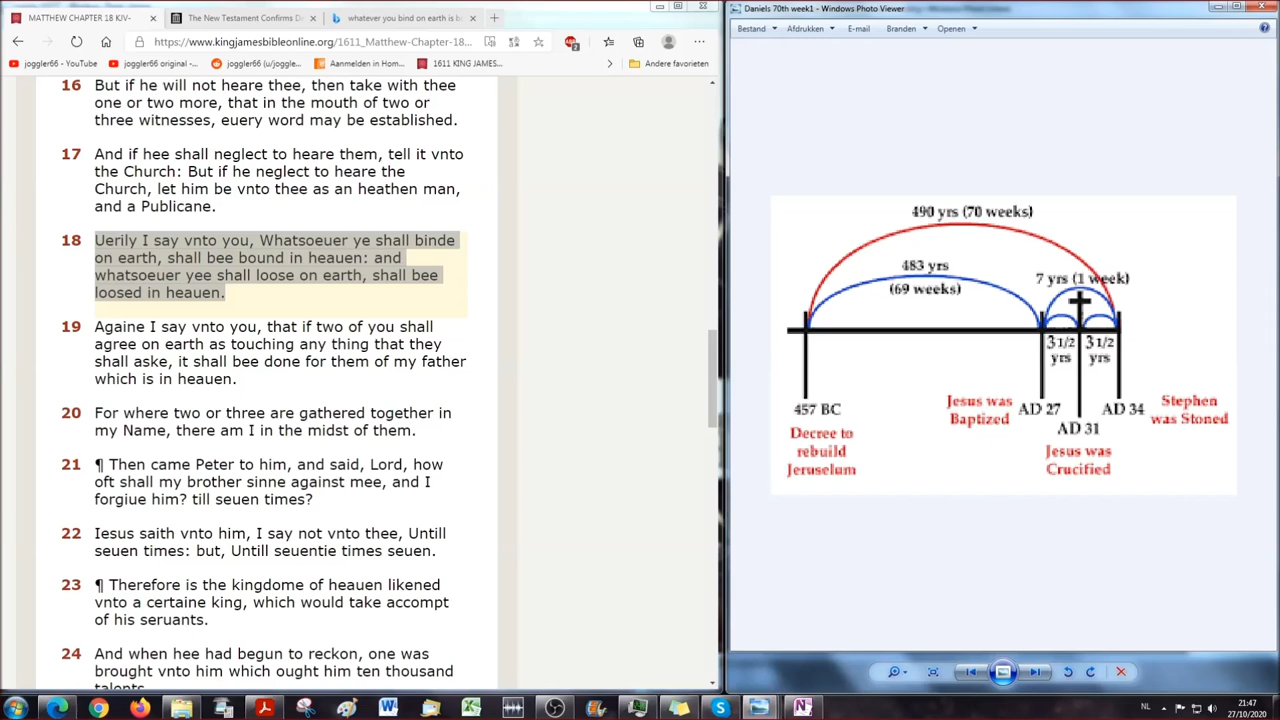 MATTHEW CHAPTER 18 KJV-
The New Testament Confirms D
whatever you bind on earth is b
https://www.kingjamesbibleonline.org/1611_Matthew-Chapter-18...
joggler66 - YouTube
joggler66 original -...
joggler66 (u/joggle...
Aanmelden in Hom...
1611 KING JAMES...
Andere favorieten
16 But if he will not heare thee, then take with thee
one or two more, that in the mouth of two or
three witnesses, euery word may be established.
17 And if hee shall neglect to heare them, tell it vnto
the Church: But if he neglect to heare the
Church, let him be vnto thee as an heathen man,
and a Publicane.
18 Uerily I say vnto you, Whatsoeuer ye shall binde
on earth, shall bee bound in heauen: and
whatsoeuer yee shall loose on earth, shall bee
loosed in heauen.
19 Againe I say vnto you, that if two of you shall
agree on earth as touching any thing that they
shall aske, it shall bee done for them of my father
which is in heauen.
20 For where two or three are gathered together in
my Name, there am I in the midst of them.
21 ¶ Then came Peter to him, and said, Lord, how
oft shall my brother sinne against mee, and I
forgiue him? till seuen times?
22 Iesus saith vnto him, I say not vnto thee, Untill
seuen times: but, Untill seuentie times seuen.
23 ¶ Therefore is the kingdome of heauen likened
vnto a certaine king, which would take accompt
of his seruants.
24 And when hee had begun to reckon, one was
brought vnto him which ought him ten thousand
talents.
Daniels 70th week1 - Windows Photo Viewer
Bestand
Afdrukken
E-mail
Branden
Openen
490 yrs (70 weeks)
483 yrs
(69 weeks)
7 yrs (1 week)
3 1/2
yrs
3 1/2
yrs
457 BC
Decree to
rebuild
Jeruselum
Jesus was
Baptized
AD 27
AD 31
Jesus was
Crucified
AD 34
Stephen
was Stoned
NL
21:47
27/10/2020